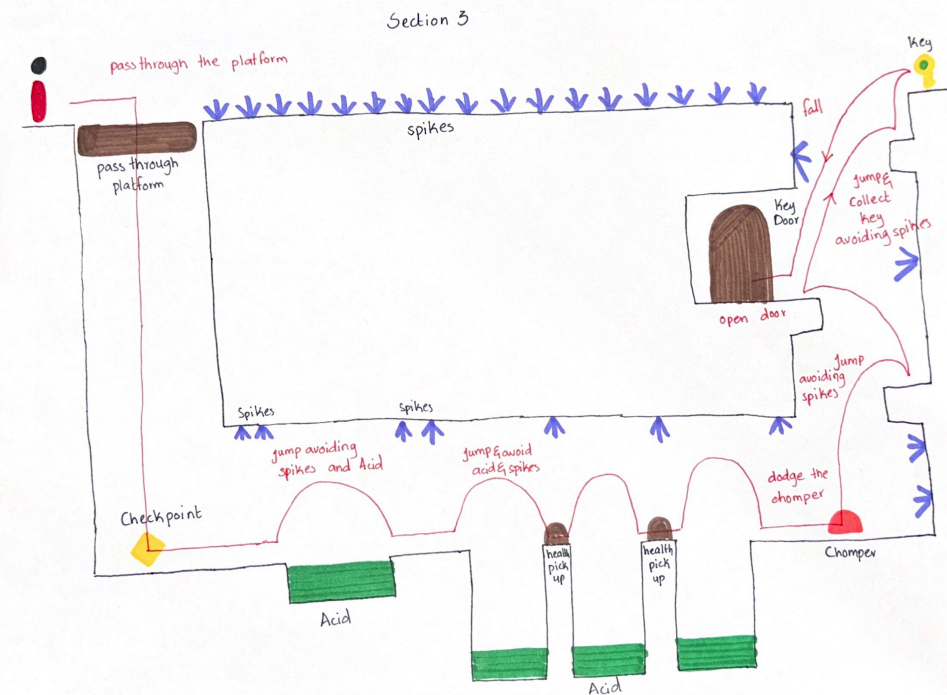 Section 3
Key
pass through the platform
fall
spikes
pass through
platform
Key
Door
Jump &
Collect
key
avoiding spikes
open door
Jump
avoiding
spikes
Spikes
Spikes
Jump avoiding
spikes and Acid
Jump & avoid
acid & spikes
dodge the
chomper
Checkpoint
health
pick
up
health
pick
up
Chomper
Acid
Acid